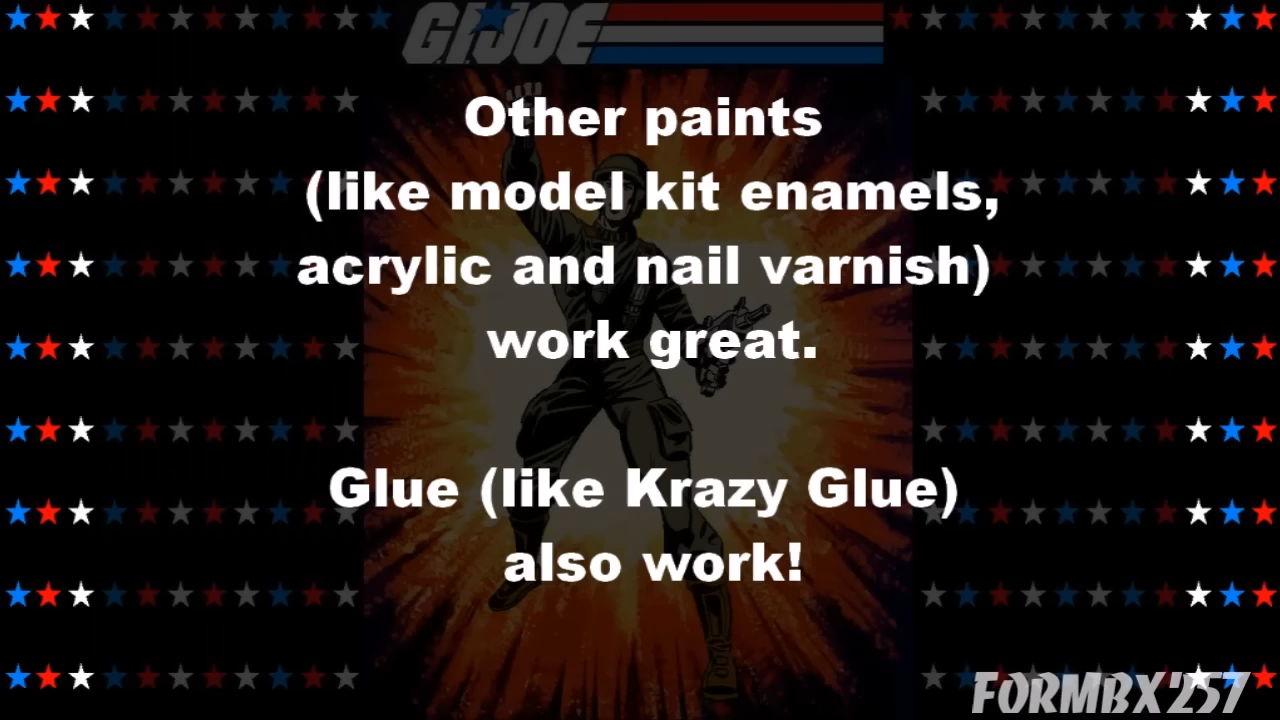 G.I.JOE
Other paints
(like model kit enamels,
acrylic and nail varnish)
work great.
Glue (like Krazy Glue)
also work!
FORMBX'257